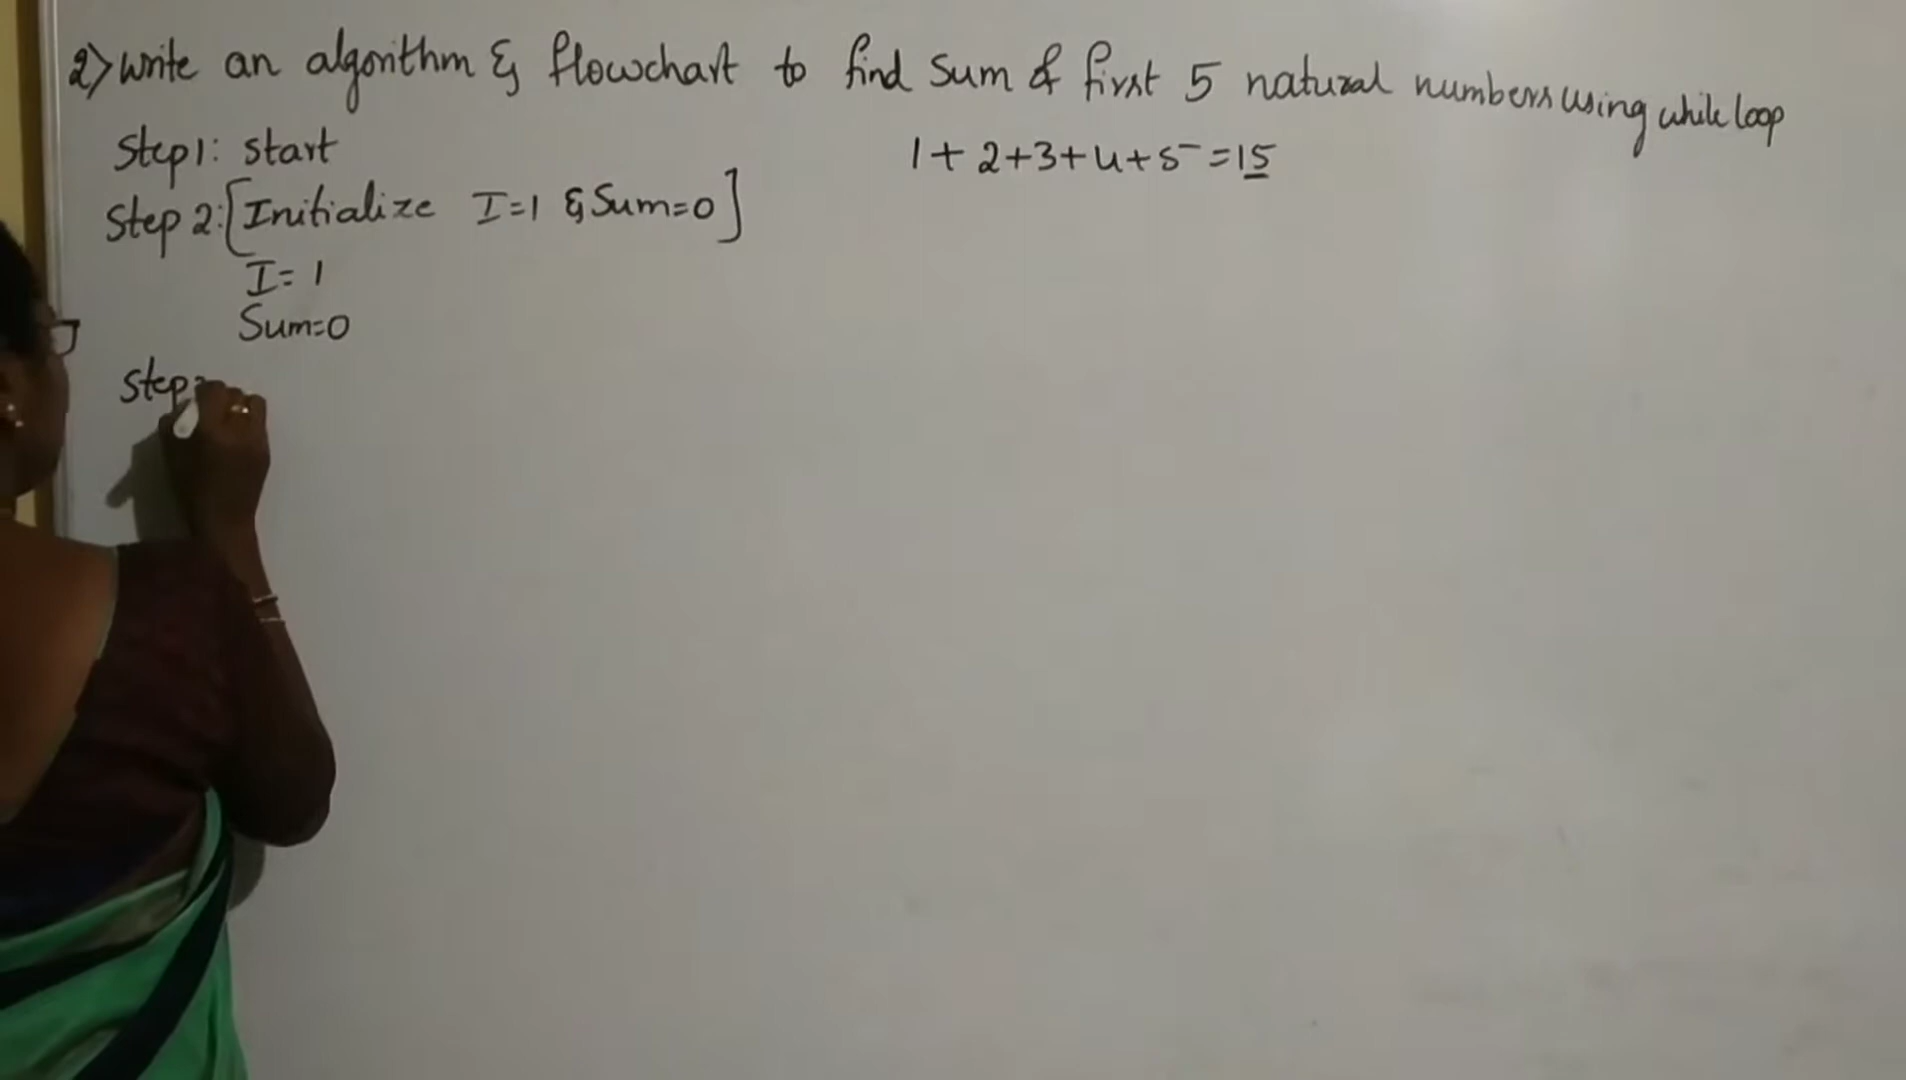 2) write an algorithm & flowchart to find sum of first 5 natural numbers using while loop
Step1: start
1+2+3+4+5=15
Step 2: [Initialize I=1 & Sum=0]
I=1
Sum=0
Step